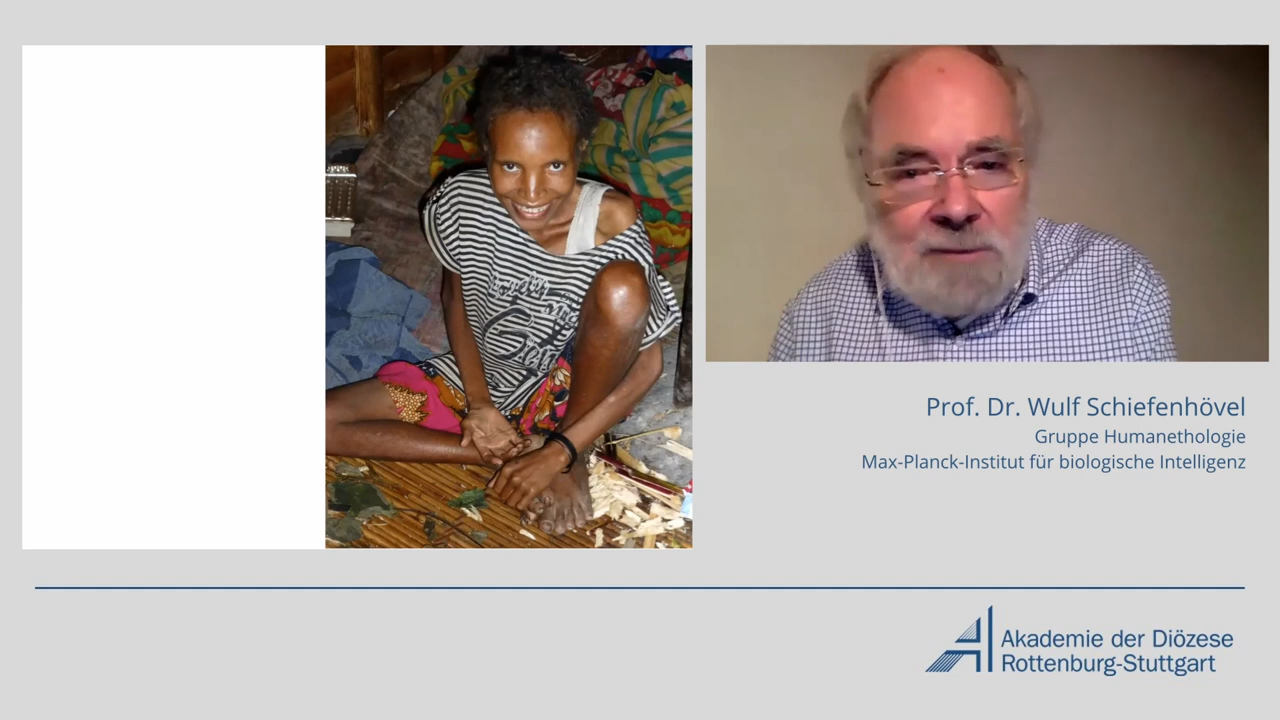 Prof. Dr. Wulf Schiefenhövel
Gruppe Humanethologie
Max-Planck-Institut für biologische Intelligenz
Akademie der Diözese
Rottenburg-Stuttgart